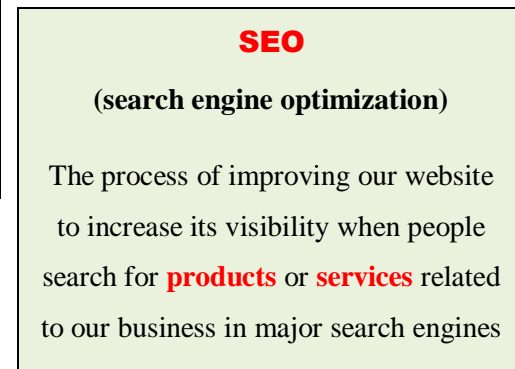 SEO
(search engine optimization)
The process of improving our website
to increase its visibility when people
search for products or services related
to our business in major search engines